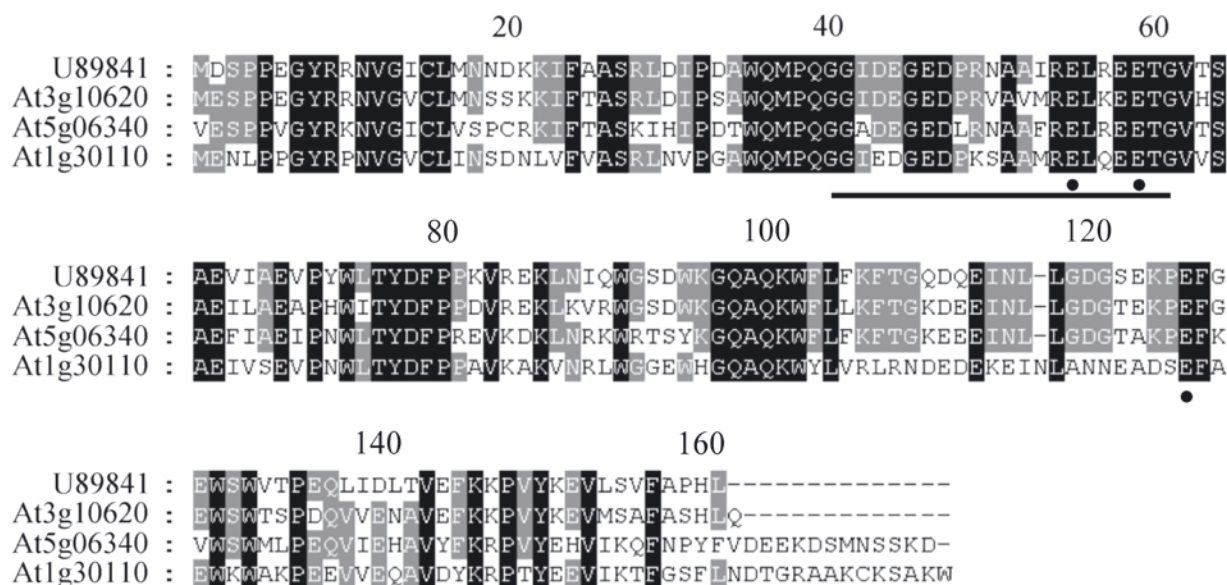 20 40 60
U89841 : MDSPPEGYRRNVGICLMNNDKKIFAASRLDIPDAWQMPQGGIDEGEDPRNAAIRELREETGVTS
At3g10620 : MESPPEGYRRNVGVCLMNSSKKIFTASRLDIPSAWQMPQGGIDEGEDPRVAVMRELKEETGVHS
At5g06340 : VESPPVGYRKNVGICLVSPCRKIFTASKIHIPDTWQMPQGGADEGEDLRNAAFRELREETGVTS
At1g30110 : MENLPPGYRPNVGVCLINSDNLVFVASRLNVPGAWQMPQGGIEDGEDPKSAAMRELQEETGVVS
80 100 120
U89841 : AEVIAEVPYWLTYDFPPKVREKLNIQWGSDWKGQAQKWFLFKFTGQDQEINL-LGDGSEKPEFG
At3g10620 : AEILAEAPHWITYDFPPDVREKLKVRWGSDWKGQAQKWFLLKFTGKDEEINL-LGDGTEKPEFG
At5g06340 : AEFIAEIPNWLTYDFPREVKDKLNRKWRTSYKGQAQKWFLFKFTGKEEEINL-LGDGTAKPEFK
At1g30110 : AEIVSEVPNWLTYDFPPAVKAKVNRLWGGEWHGQAQKWYLVRLRNDEDEKEINLANNEADSEFA
140 160
U89841 : EWSWVTPEQLIDLTVEFKKPVYKEVLSVFAPHL--------------
At3g10620 : EWSWTSPDQVVENAVEFKKPVYKEVMSAFASHLQ-------------
At5g06340 : VWSWMLPEQVIEHAVYFKRPVYEHVIKQFNPYFVDEEKDSMNSSKD-
At1g30110 : EWKWAKPEEVVEQAVDYKRPTYEEVIKTFGSFLNDTGRAAKCKSAKW